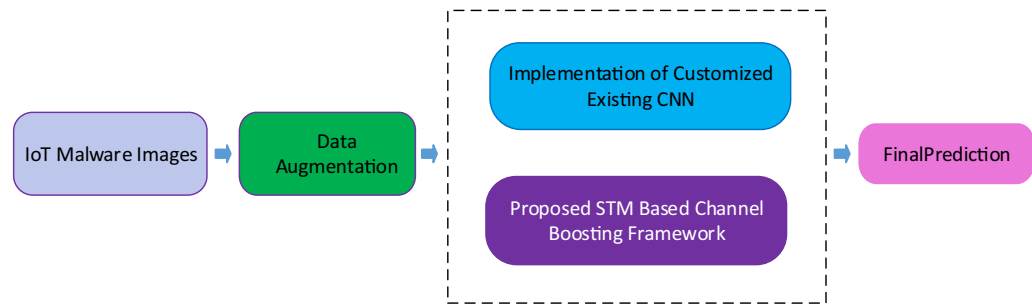 IoT Malware Images
Data
Augmentation
Implementation of Customized
Existing CNN
Proposed STM Based Channel
Boosting Framework
FinalPrediction